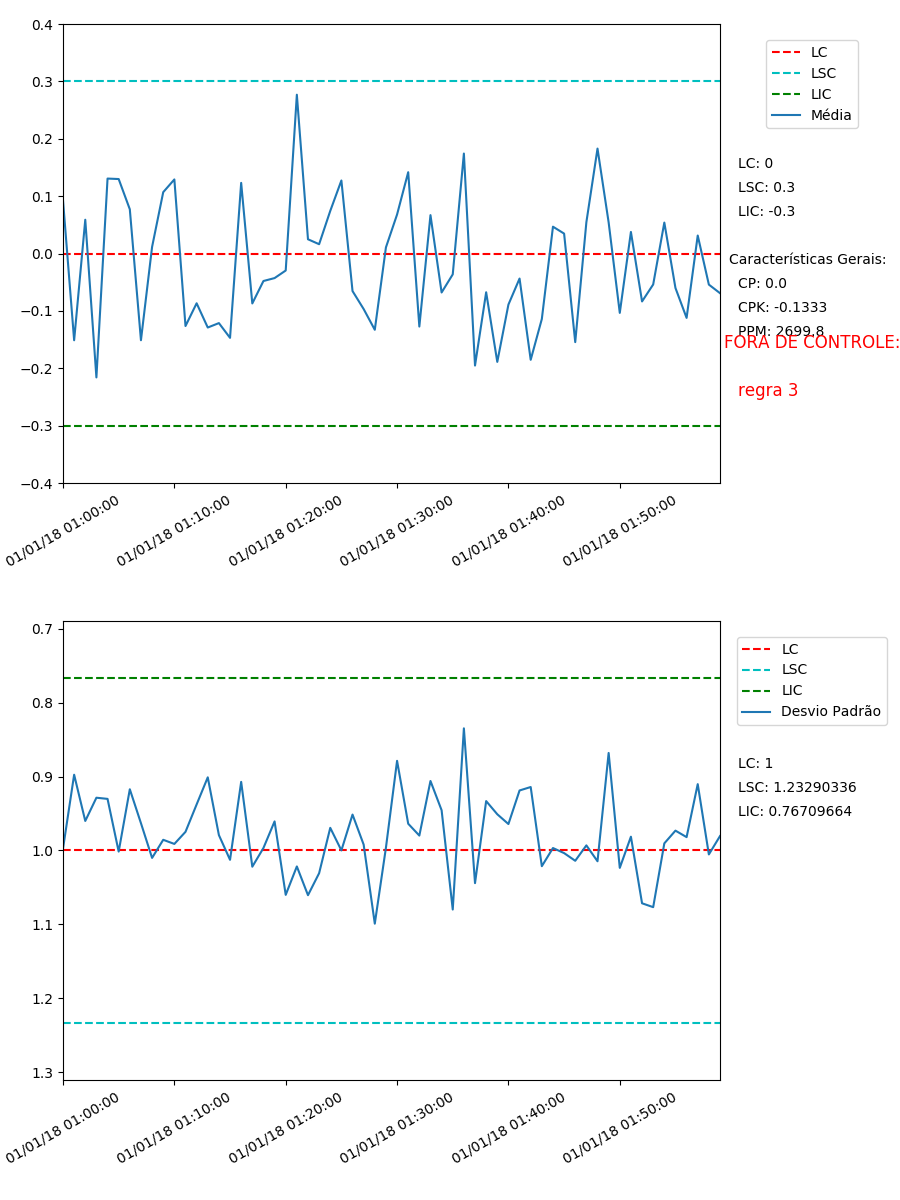 0.4
0.3
0.2
0.1
0.0
−0.1
−0.2
−0.3
−0.4
01/01/18 01:00:00
01/01/18 01:10:00
01/01/18 01:20:00
01/01/18 01:30:00
01/01/18 01:40:00
01/01/18 01:50:00
LC
LSC
LIC
Média
LC: 0
LSC: 0.3
LIC: -0.3
Características Gerais:
CP: 0.0
CPK: -0.1333
PPM: 2699.8
FORA DE CONTROLE:
regra 3
0.7
0.8
0.9
1.0
1.1
1.2
1.3
01/01/18 01:00:00
01/01/18 01:10:00
01/01/18 01:20:00
01/01/18 01:30:00
01/01/18 01:40:00
01/01/18 01:50:00
LC
LSC
LIC
Desvio Padrão
LC: 1
LSC: 1.23290336
LIC: 0.76709664